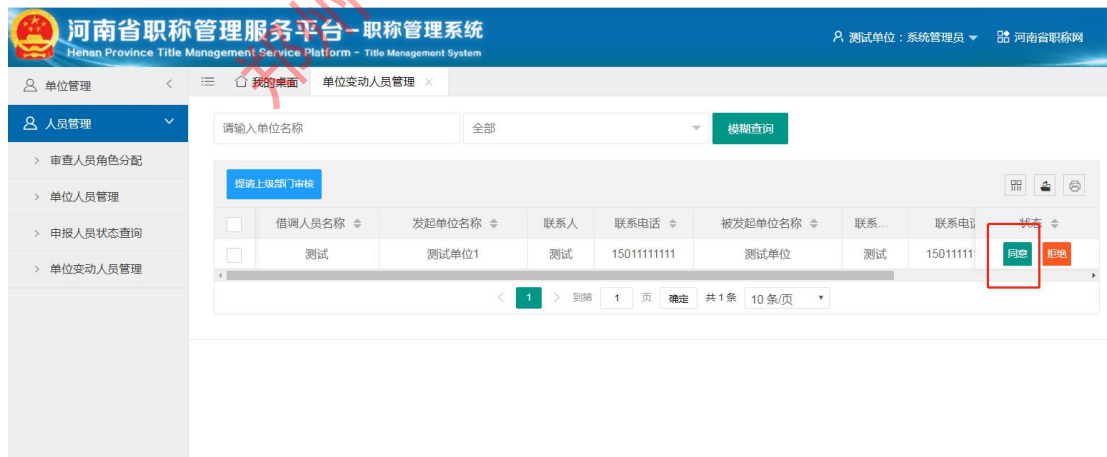 河南省职称管理服务平台-职称管理系统
Henan Province Title Management Service Platform - Title Management System
测试单位：系统管理员
河南省职称网
单位管理
我的桌面
单位变动人员管理
人员管理
请输入单位名称
全部
模糊查询
审查人员角色分配
单位人员管理
申报人员状态查询
单位变动人员管理
提请上级部门审核
借调人员名称 发起单位名称 联系人 联系电话 被发起单位名称 联系... 联系电话 状态
测试 测试单位1 测试 15011111111 测试单位 测试 15011111 同意 拒绝
1 到第 1 页 确定 共1条 10条/页